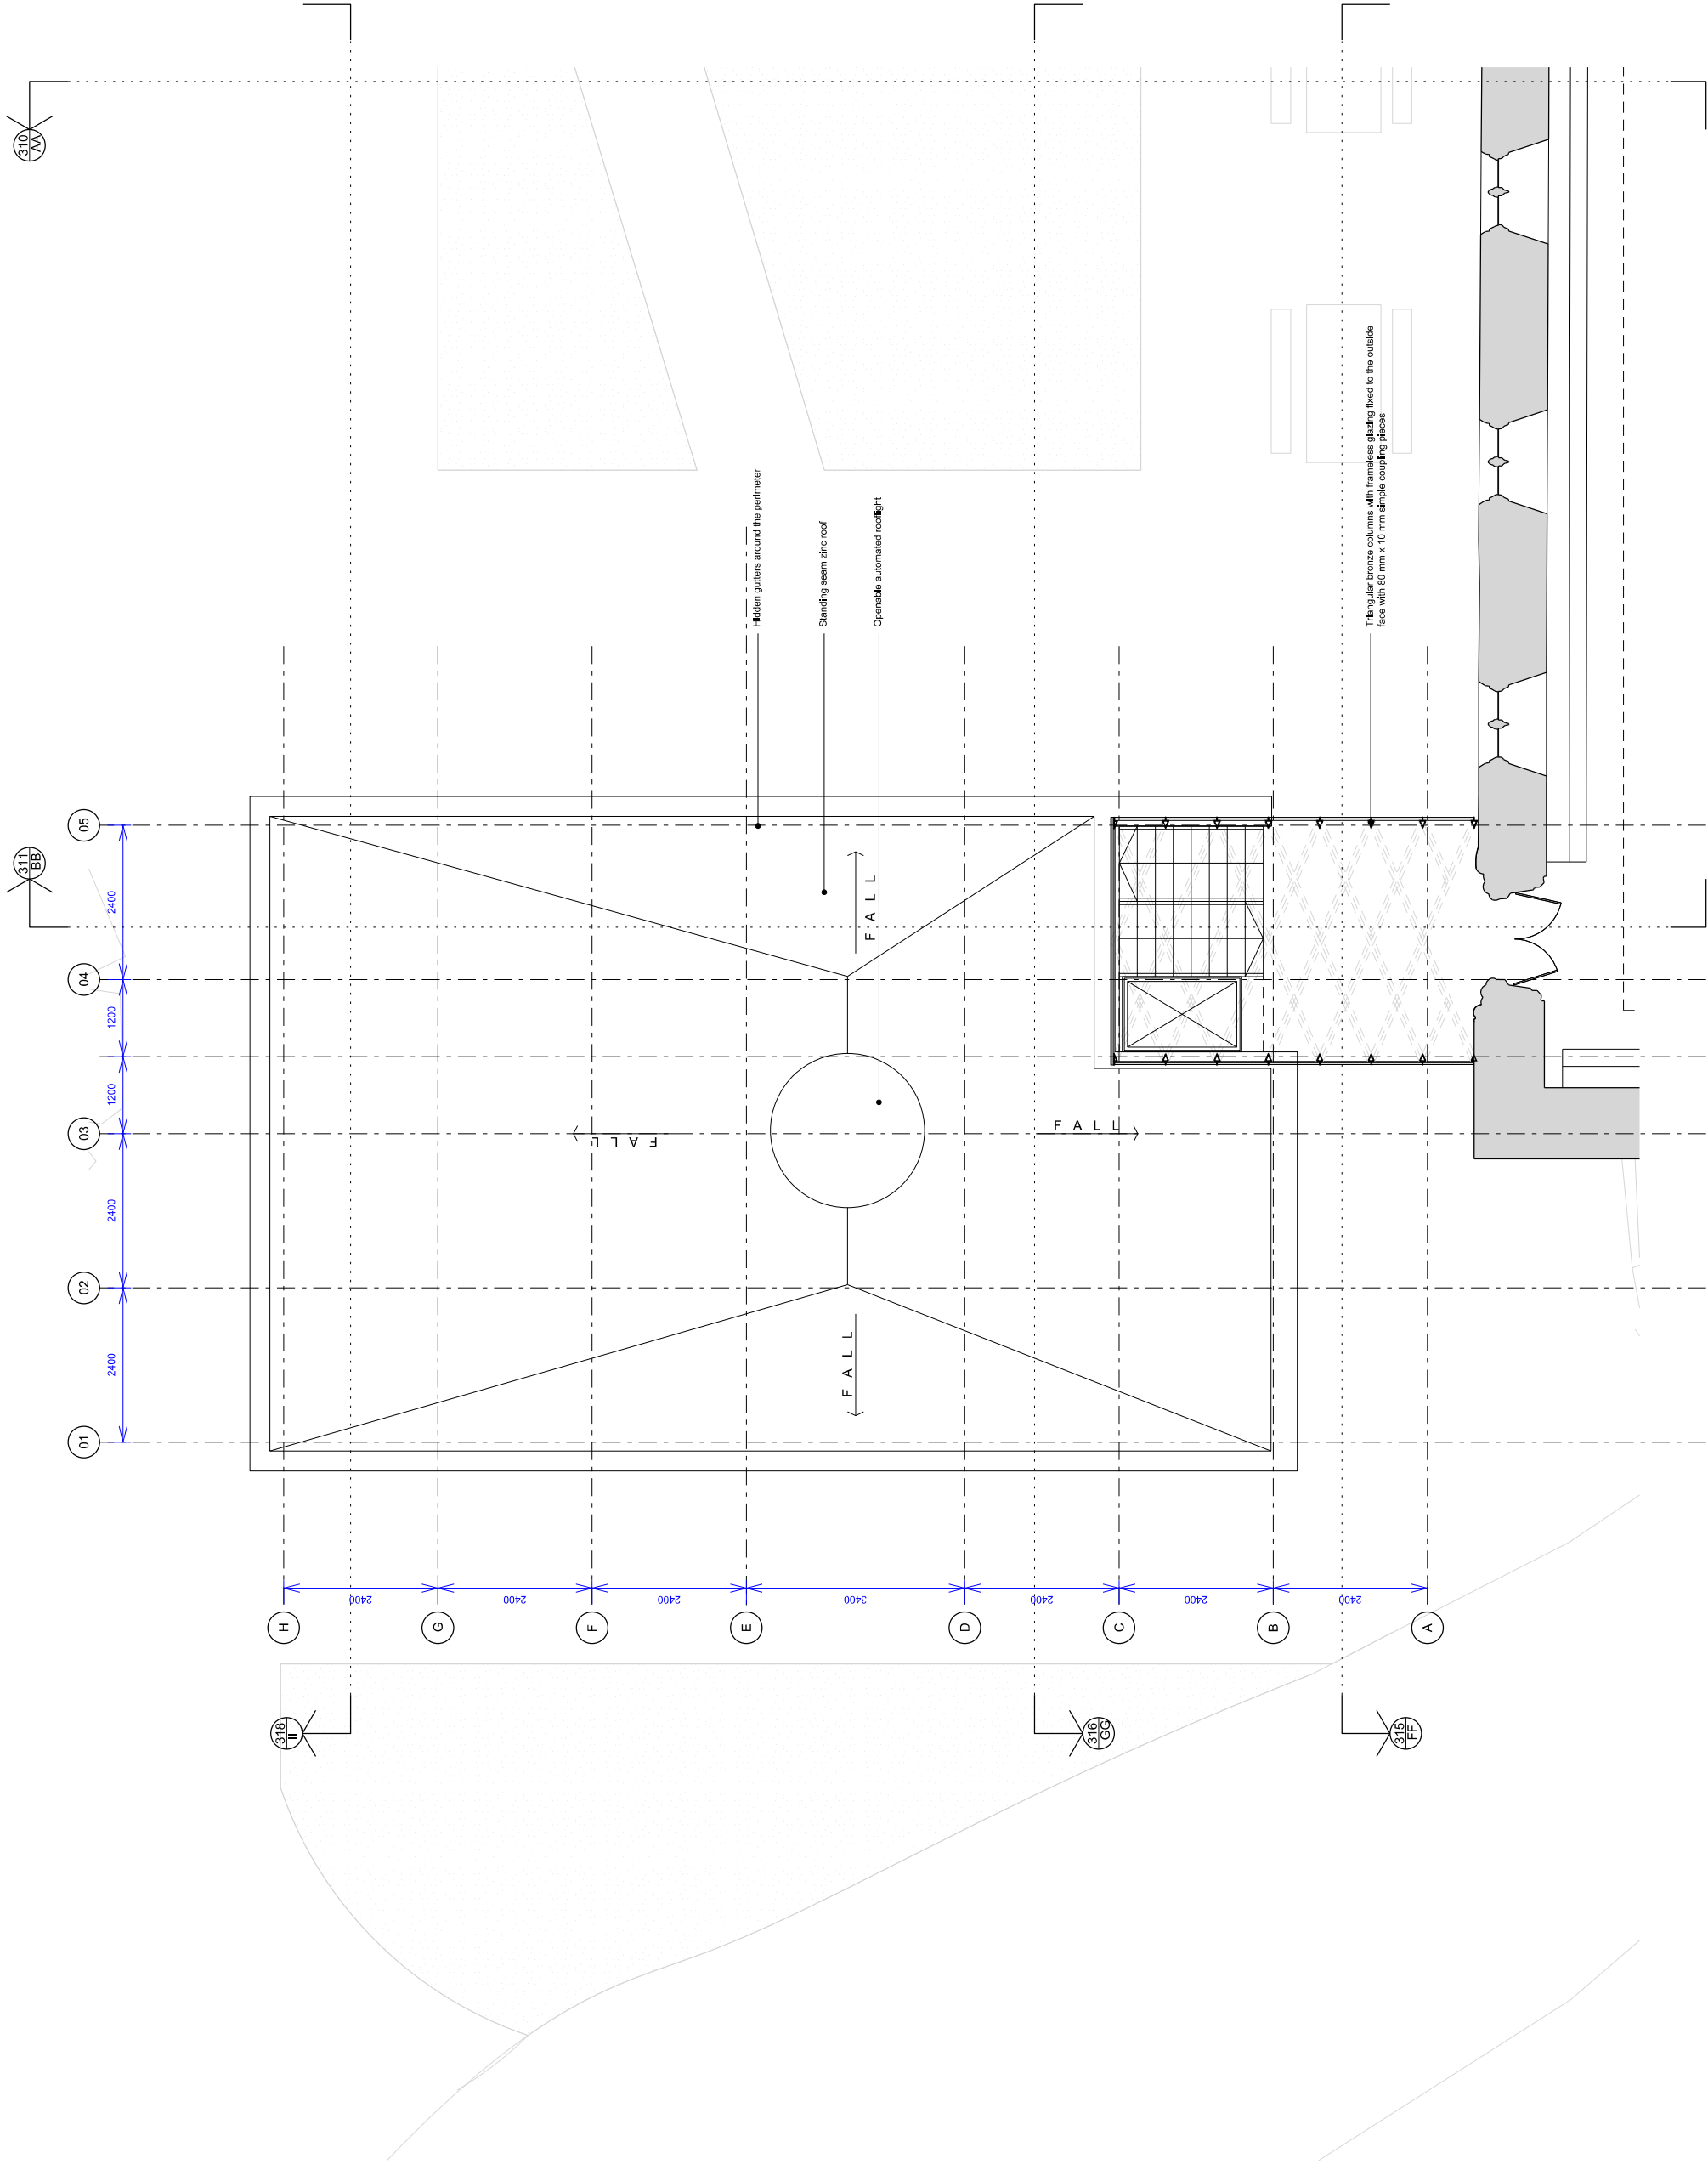 310
AA
311
BB
05
04
03
02
01
2400
1200
1200
2400
2400
Hidden gutters around the perimeter
Standing seam zinc roof
Openable automated rooflight
Triangular bronze columns with frameless glazing fixed to the outside
face with 80 mm x 10 mm simple coupling pieces
FALL
FALL
FALL
FALL
2400
2400
2400
3400
2400
2400
2400
H
G
F
E
D
C
B
A
318
II
316
GG
315
FF